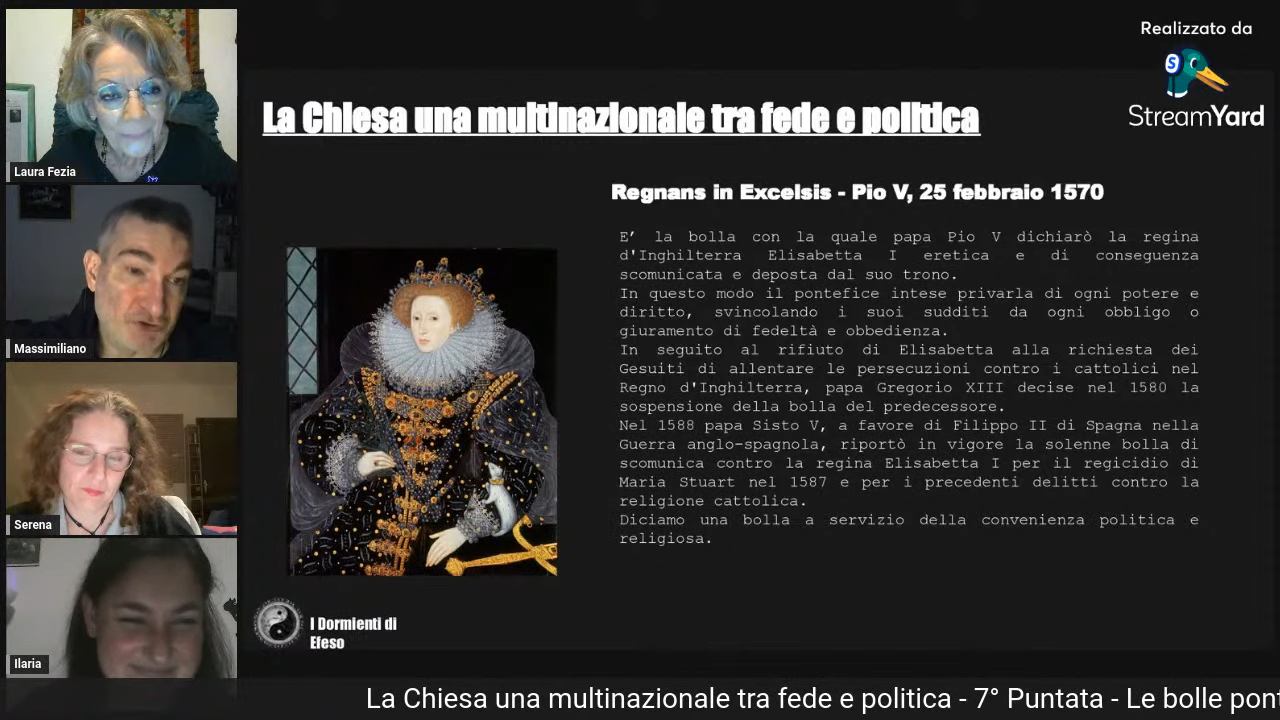 Realizzato da
StreamYard
La Chiesa una multinazionale tra fede e politica
Regnans in Excelsis - Pio V, 25 febbraio 1570
E’ la bolla con la quale papa Pio V dichiarò la regina
d'Inghilterra Elisabetta I eretica e di conseguenza
scomunicata e deposta dal suo trono.
In questo modo il pontefice intese privarla di ogni potere e
diritto, svincolando i suoi sudditi da ogni obbligo o
giuramento di fedeltà e obbedienza.
In seguito al rifiuto di Elisabetta alla richiesta dei
Gesuiti di allentare le persecuzioni contro i cattolici nel
Regno d'Inghilterra, papa Gregorio XIII decise nel 1580 la
sospensione della bolla del predecessore.
Nel 1588 papa Sisto V, a favore di Filippo II di Spagna nella
Guerra anglo-spagnola, riportò in vigore la solenne bolla di
scomunica contro la regina Elisabetta I per il regicidio di
Maria Stuart nel 1587 e per i precedenti delitti contro la
religione cattolica.
Diciamo una bolla a servizio della convenienza politica e
religiosa.
Laura Fezia
Massimiliano
Serena
Ilaria
I Dormienti di
Efeso
La Chiesa una multinazionale tra fede e politica - 7° Puntata - Le bolle pon